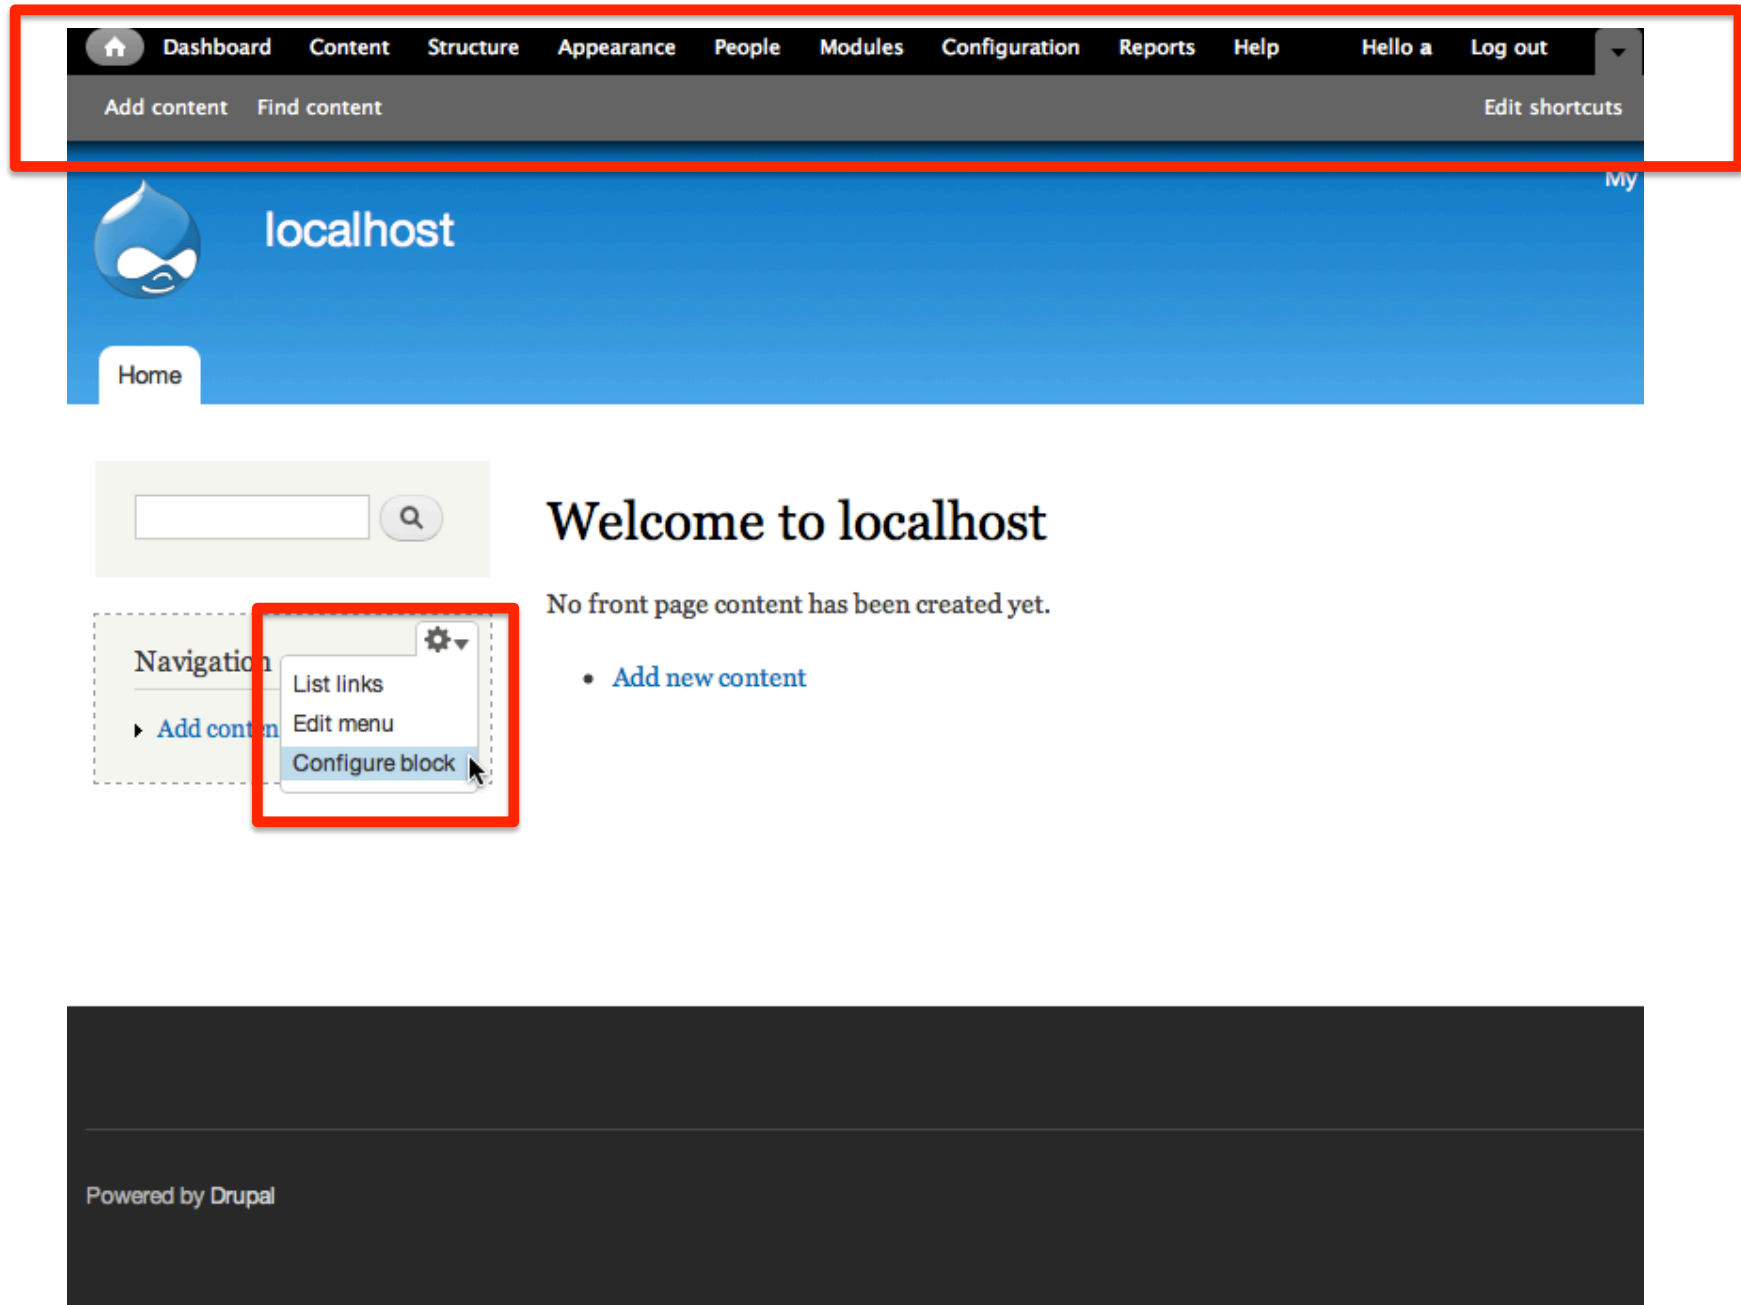 Dashboard Content Structure Appearance People Modules Configuration Reports Help Hello a Log out
Add content Find content Edit shortcuts
My
localhost
Home
Welcome to localhost
No front page content has been created yet.
Add new content
Navigation
Add conten
List links
Edit menu
Configure block
Powered by Drupal